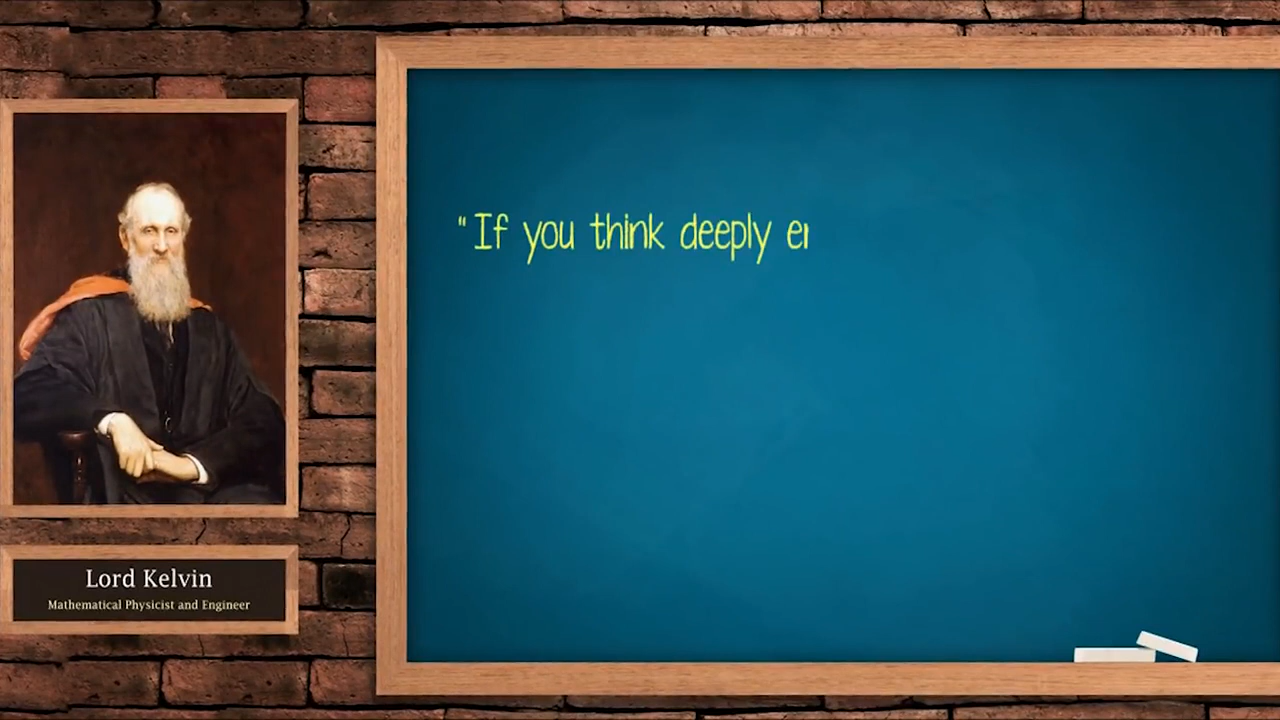 "If you think deeply
Lord Kelvin
Mathematical Physicist and Engineer